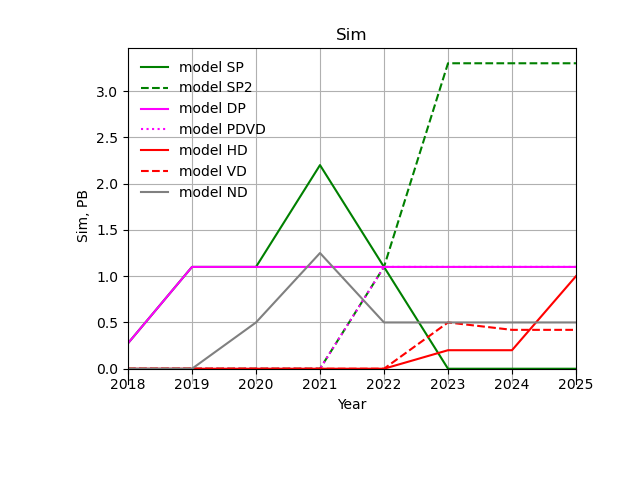 Sim
model SP
model SP2
model DP
model PDVD
model HD
model VD
model ND
Sim, PB
3.0
2.5
2.0
1.5
1.0
0.5
0.0
2018 2019 2020 2021 2022 2023 2024 2025
Year